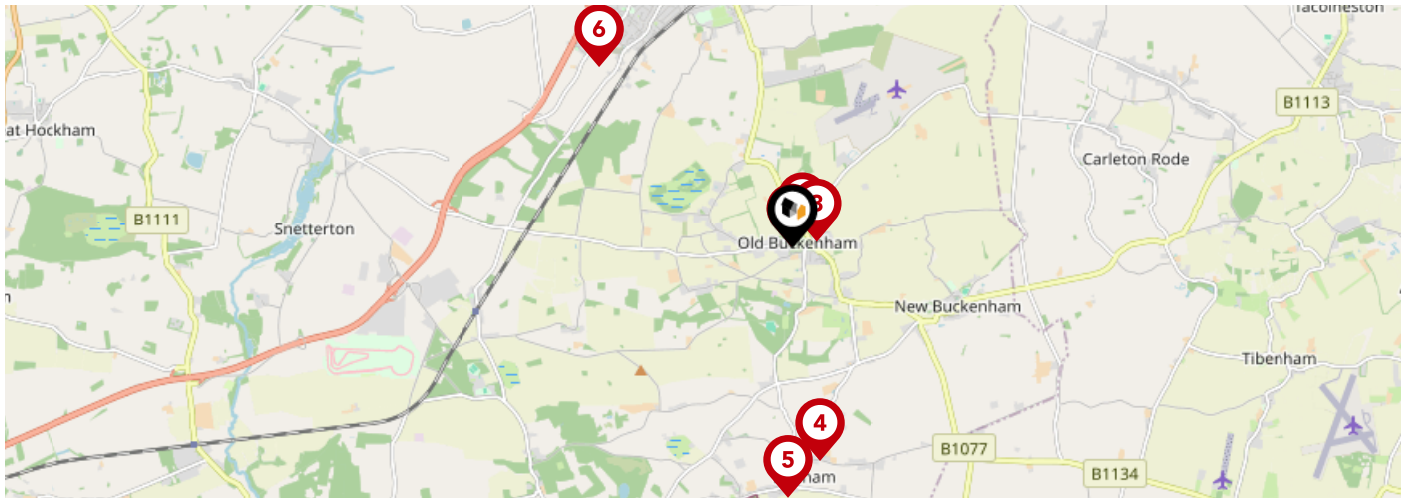 Tacolneston
6
B1113
at Hockham
Carleton Rode
3
B1111
Snetterton
Old Buckenham
New Buckenham
Tibenham
4
B1077
5
ham
B1134